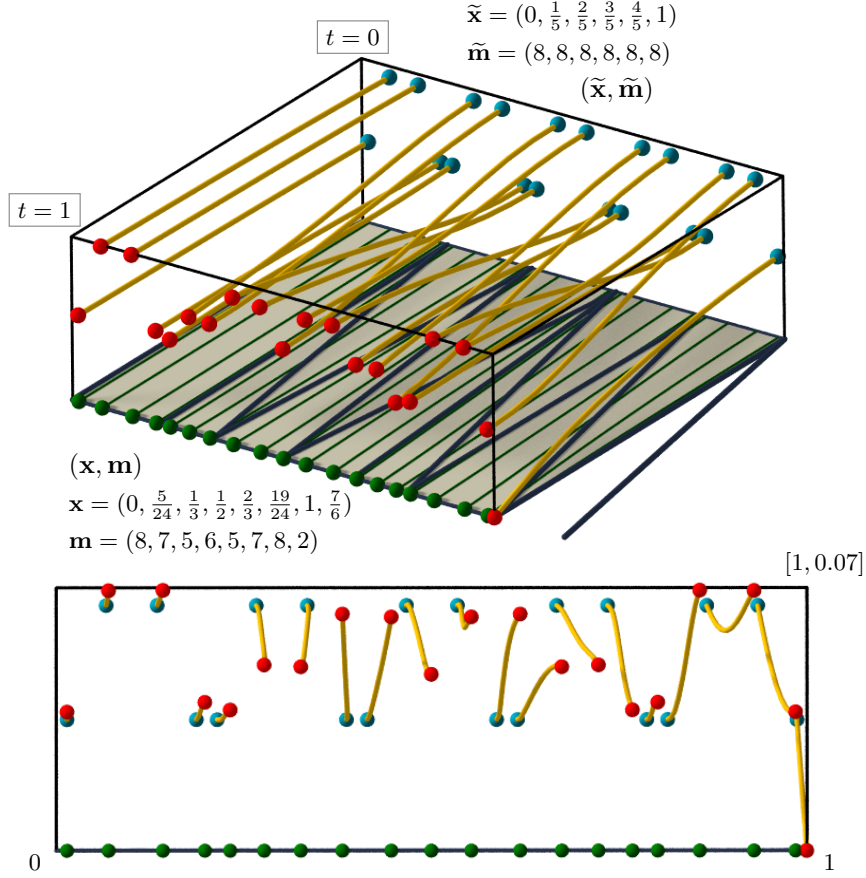 x̃ = (0, 1/5, 2/5, 3/5, 4/5, 1)
t = 0
m̃ = (8, 8, 8, 8, 8, 8)
(x̃, m̃)
t = 1
(x, m)
x = (0, 5/24, 1/3, 1/2, 2/3, 19/24, 1, 7/6)
m = (8, 7, 5, 6, 5, 7, 8, 2)
[1, 0.07]
0
1